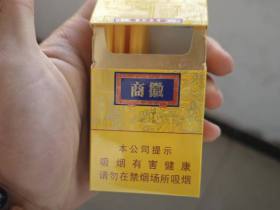 商徽
本公司提示
吸烟有害健康
请勿在禁烟场所吸烟